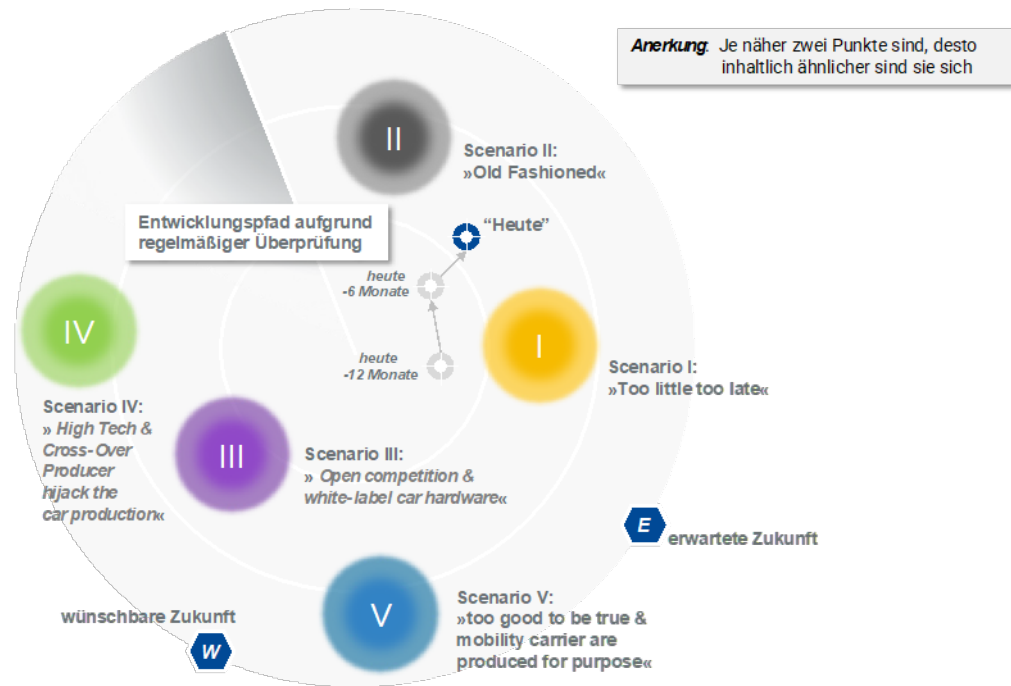 Anerkung: Je näher zwei Punkte sind, desto
inhaltlich ähnlicher sind sie sich
II
Scenario II:
»Old Fashioned«
Entwicklungspfad aufgrund
regelmäßiger Überprüfung
“Heute”
heute
-6 Monate
IV
I
heute
-12 Monate
Scenario I:
»Too little too late«
Scenario IV:
» High Tech &
Cross-Over
Producer
hijack the
car production«
III
Scenario III:
» Open competition &
white-label car hardware«
E
erwartete Zukunft
V
Scenario V:
»too good to be true &
mobility carrier are
produced for purpose«
wünschbare Zukunft
W